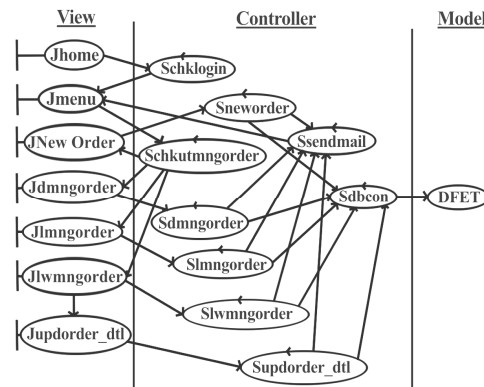 View
Controller
Model
Jhome
Schklogin
Jmenu
Sneworder
JNew Order
Ssendmail
Schkutmngorder
Jdmngorder
Sdbcon
DFET
Sdmngorder
Jlmngorder
Slmngorder
Jlwmngorder
Slwmngorder
Jupdorder_dtl
Supdorder_dtl